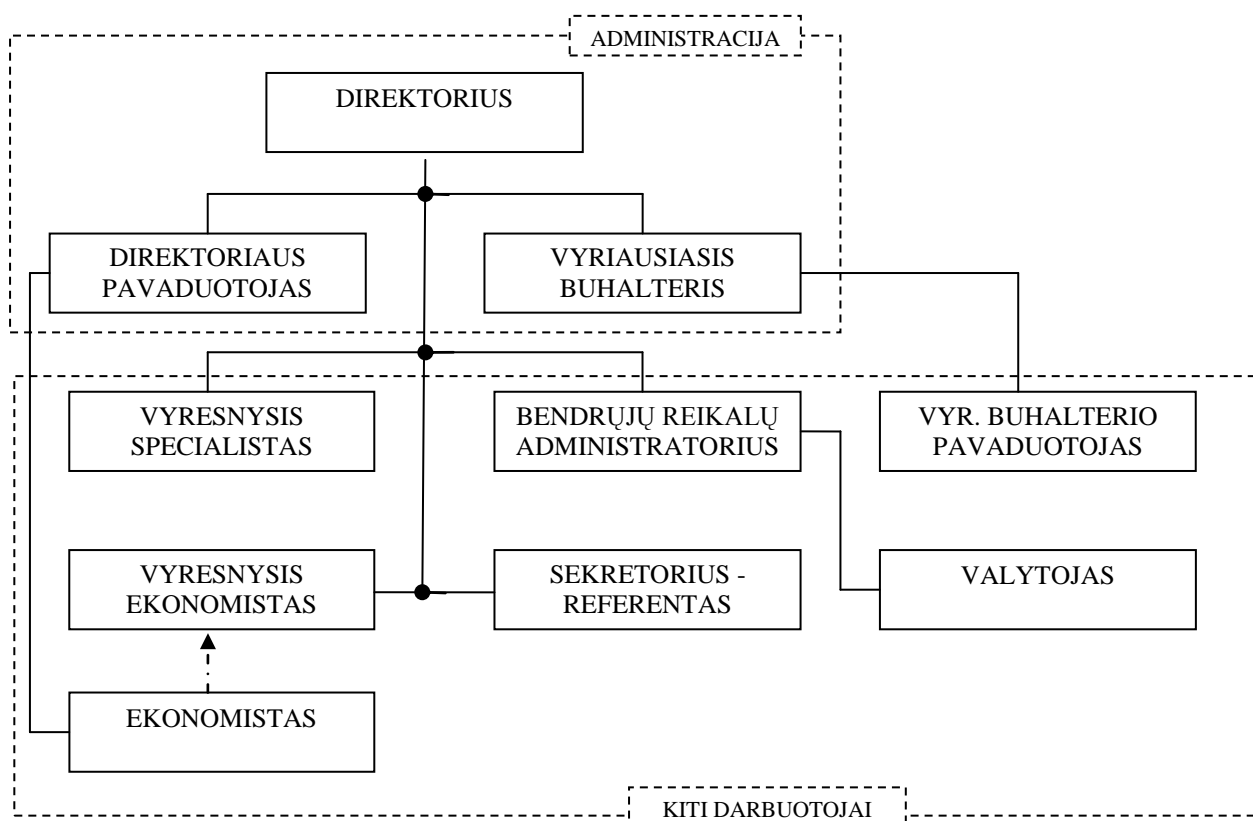 ADMINISTRACIJA
DIREKTORIUS
DIREKTORIAUS
PAVADUOTOJAS
VYRIAUSIASIS
BUHALTERIS
VYRESNYSIS
SPECIALISTAS
BENDRŲJŲ REIKALŲ
ADMINISTRATORIUS
VYR. BUHALTERIO
PAVADUOTOJAS
VYRESNYSIS
EKONOMISTAS
SEKRETORIUS -
REFERENTAS
VALYTOJAS
EKONOMISTAS
KITI DARBUOTOJAI